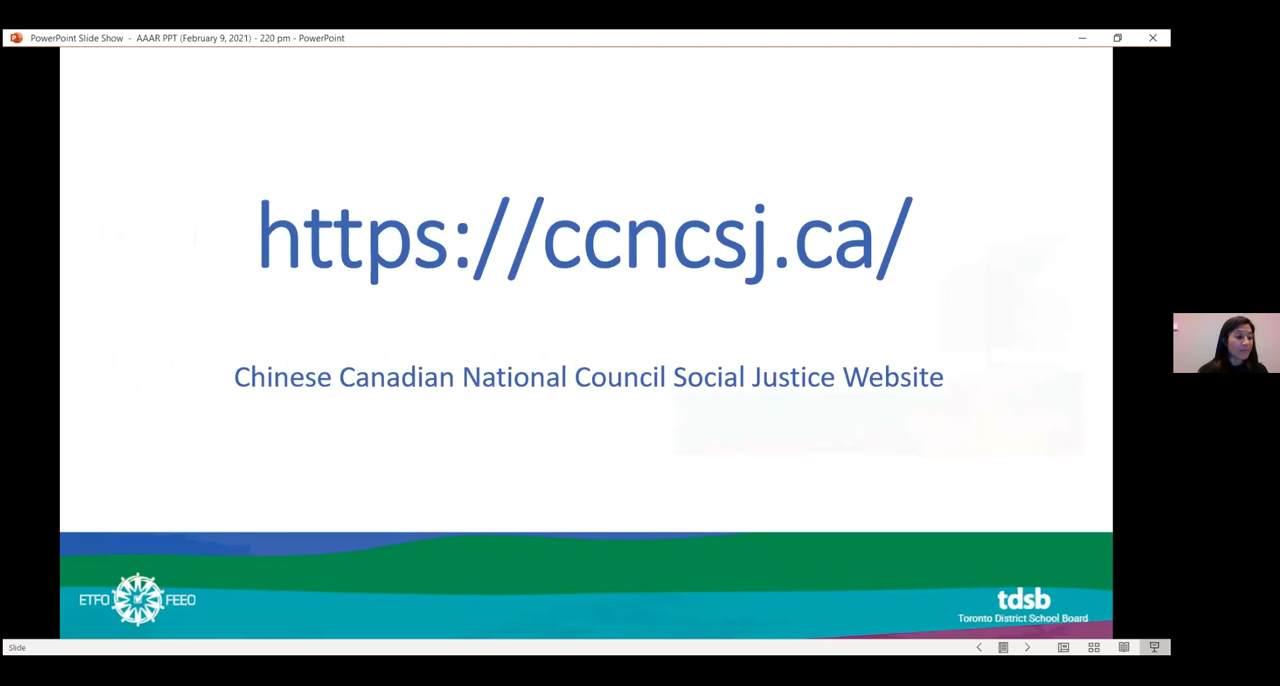 PowerPoint Slide Show - AAAR PPT (February 9, 2021) - 220 pm - PowerPoint
https://ccncsj.ca/
Chinese Canadian National Council Social Justice Website
ETFO FEEO
tdsb
Toronto District School Board
Slide